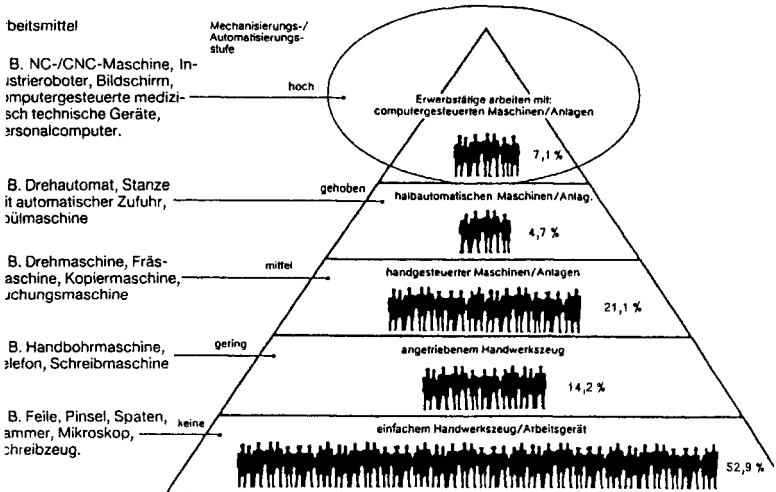 rbeitsmittel
Mechanisierungs-/
Automatisierungs-
stufe
B. NC-/CNC-Maschine, In-
ustrieroboter, Bildschirm,
omputergesteuerte medizi-
sch technische Geräte,
ersonalcomputer.
hoch
Erwerbstätige arbeiten mit:
computergesteuerten Maschinen/Anlagen
7,1 %
B. Drehautomat, Stanze
it automatischer Zufuhr,
pülmaschine
gehoben
halbautomatischen Maschinen/Anlag.
4,7 %
B. Drehmaschine, Fräs-
aschine, Kopiermaschine,
uchungsmaschine
mittel
handgesteuerter Maschinen/Anlagen
21,1 %
B. Handbohrmaschine,
elefon, Schreibmaschine
gering
angetriebenem Handwerkszeug
14,2 %
B. Feile, Pinsel, Spaten,
ammer, Mikroskop,
chreibzeug.
keine
einfachem Handwerkszeug/Arbeitsgerät
52,9 %